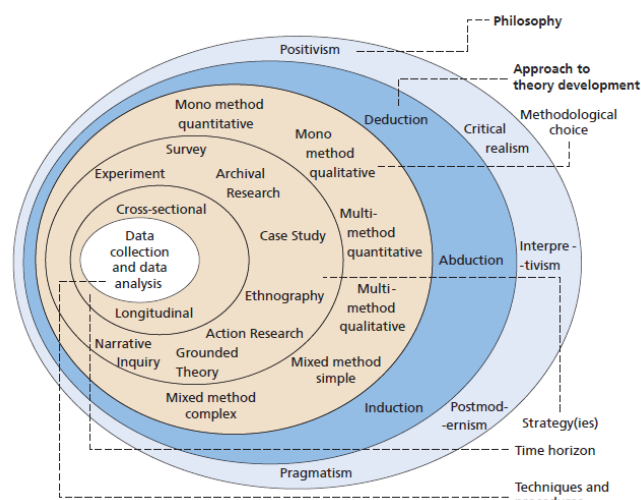 Philosophy
Positivism
Approach to
theory development
Mono method
quantitative
Deduction
Methodological
choice
Critical
realism
Mono
method
qualitative
Survey
Experiment
Archival
Research
Cross-sectional
Multi-
method
quantitative
Data
collection
and data
analysis
Case Study
Abduction
Interpre-
-tivism
Ethnography
Multi-
method
qualitative
Longitudinal
Action Research
Narrative
Inquiry
Grounded
Theory
Mixed method
simple
Mixed method
complex
Induction
Postmod-
-ernism
Strategy(ies)
Time horizon
Pragmatism
Techniques and